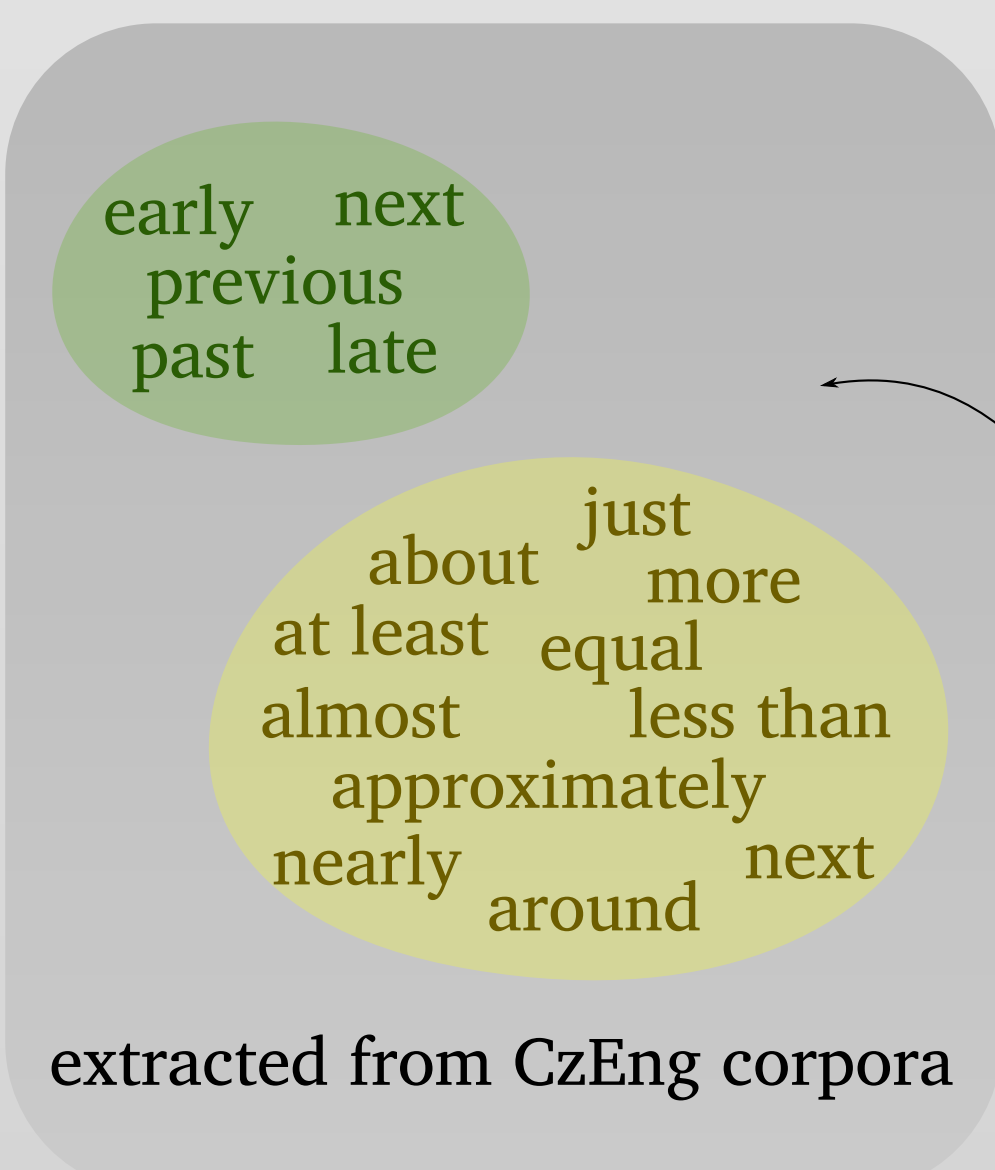 early next
previous
past late
just
about
more
at least
equal
almost
less than
approximately
nearly
next
around
extracted from CzEng corpora